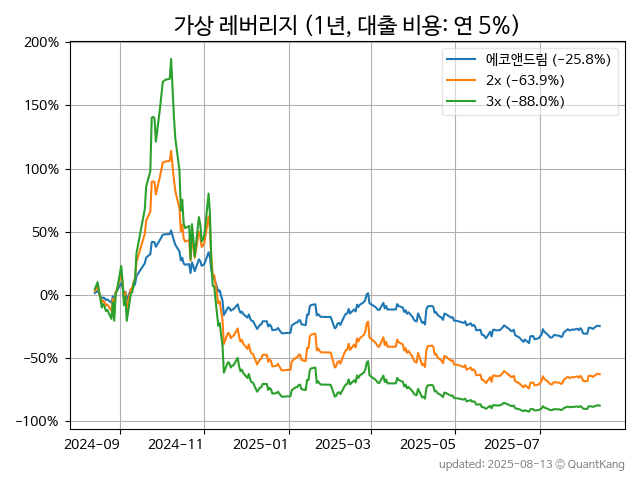 가상 레버리지 (1년, 대출 비용: 연 5%)
200%
150%
100%
50%
0%
−50%
−100%
에코앤드림 (−25.8%)
2x (−63.9%)
3x (−88.0%)
2024-09
2024-11
2025-01
2025-03
2025-05
2025-07
updated: 2025-08-13 © QuantKang